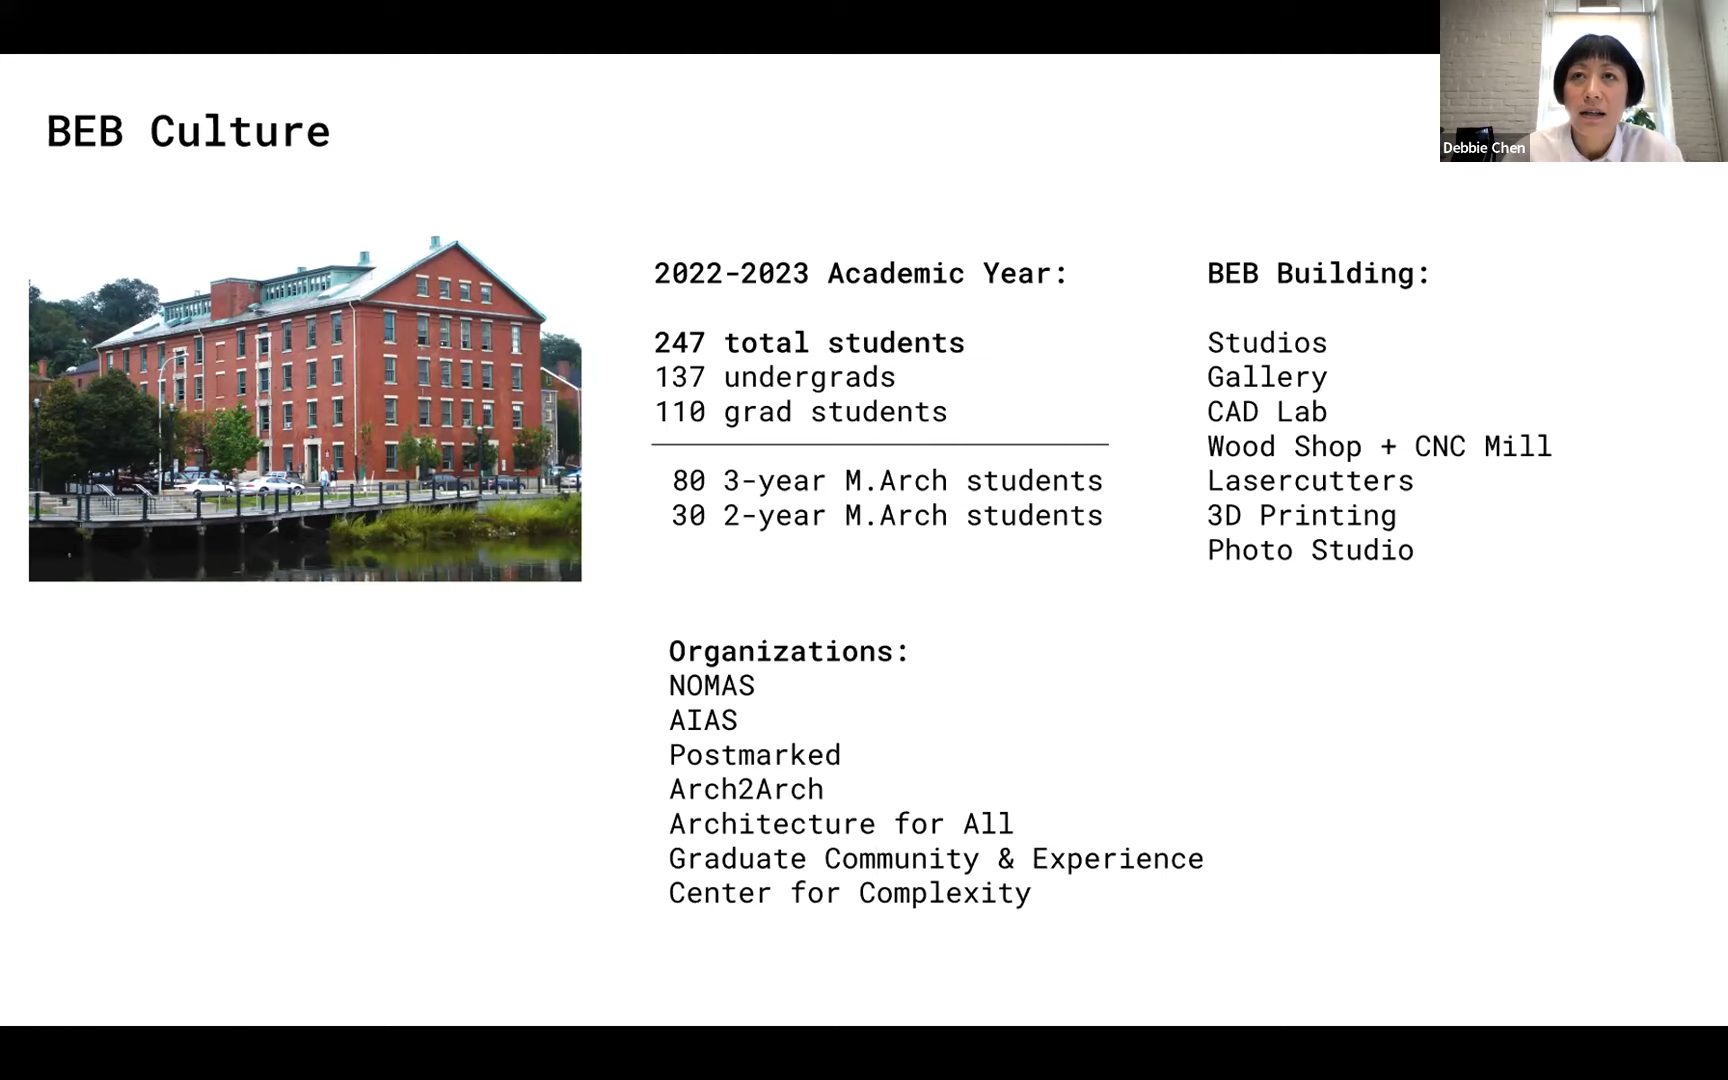 BEB Culture
Debbie Chen
2022-2023 Academic Year:
247 total students
137 undergrads
110 grad students
80 3-year M.Arch students
30 2-year M.Arch students
BEB Building:
Studios
Gallery
CAD Lab
Wood Shop + CNC Mill
Lasercutters
3D Printing
Photo Studio
Organizations:
NOMAS
AIAS
Postmarked
Arch2Arch
Architecture for All
Graduate Community & Experience
Center for Complexity